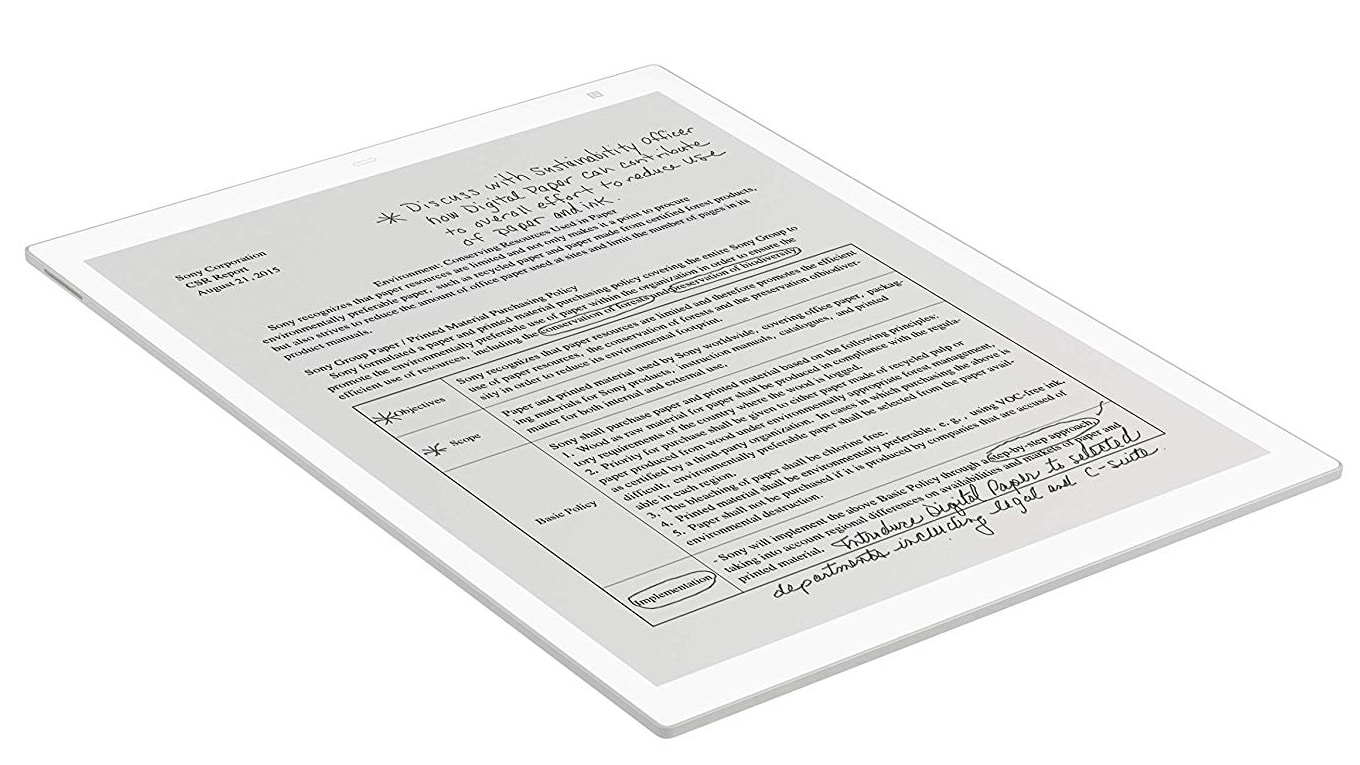 * Discuss with Sustainability Officer
how Digital Paper can contribute
to overall effort to reduce use
of paper and ink.
Sony Corporation
CSR Report
August 21, 2015
Environment: Conserving Resources Used in Paper
Sony recognizes that paper resources are limited and not only makes it a point to procure
environmentally preferable paper, such as recycled paper and paper made from certified forest products,
but also strives to reduce the amount of office paper used at sites and limit the number of pages in its
product manuals.
Sony Group Paper / Printed Material Purchasing Policy
Sony formulated a paper and printed material purchasing policy covering the entire Sony Group to
promote the environmentally preferable use of paper within the organization in order to ensure the
efficient use of resources, including the conservation of forests and preservation of biodiversity
* Objectives
Sony recognizes that paper resources are limited and therefore promotes the efficient
use of paper resources, the conservation of forests and the preservation ofbiodiver
sity in order to reduce its environmental footprint.
* Scope
Paper and printed material used by Sony worldwide, covering office paper, packag-
ing materials for Sony products, instruction manuals, catalogues, and printed
matter for both internal and external use.
Basic Policy
Sony shall purchase paper and printed material based on the following principles:
1. Wood as raw material for paper shall be produced in compliance with the regula-
tory requirements of the country where the wood is logged.
2. Priority for purchase shall be given to either paper made of recycled pulp or
paper produced from wood under environmentally appropriate forest management,
as certified by a third-party organization. In cases in which purchasing the above is
difficult, environmentally preferable paper shall be selected from the paper avail
able in each region.
3. The bleaching of paper shall be chlorine free.
4. Printed material shall be environmentally preferable, e, g., using VOC-free ink.
5. Paper shall not be purchased if it is produced by companies that are accused of
environmental destruction.
Implementation
- Sony will implement the above Basic Policy through a step-by-step approach
taking into account regional differences on availabilities and markets of paper and
printed material. Introduce Digital Paper to selected
departments including legal and C-Suite.